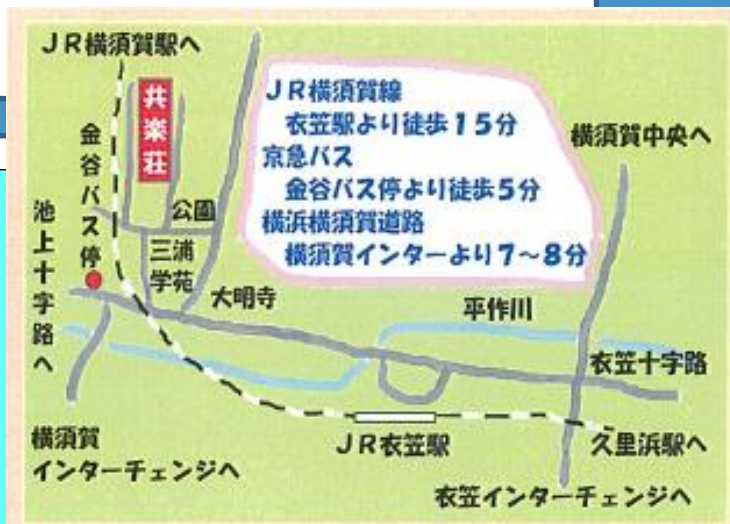 JR横須賀駅へ
共楽荘
JR横須賀線
衣笠駅より徒歩15分
京急バス
金谷バス停より徒歩5分
横浜横須賀道路
横須賀インターより7～8分
横須賀中央へ
金谷バス停
池上十字路へ
公園
三浦
学苑
大明寺
平作川
衣笠十字路
横須賀
インターチェンジへ
JR衣笠駅
久里浜駅へ
衣笠インターチェンジへ